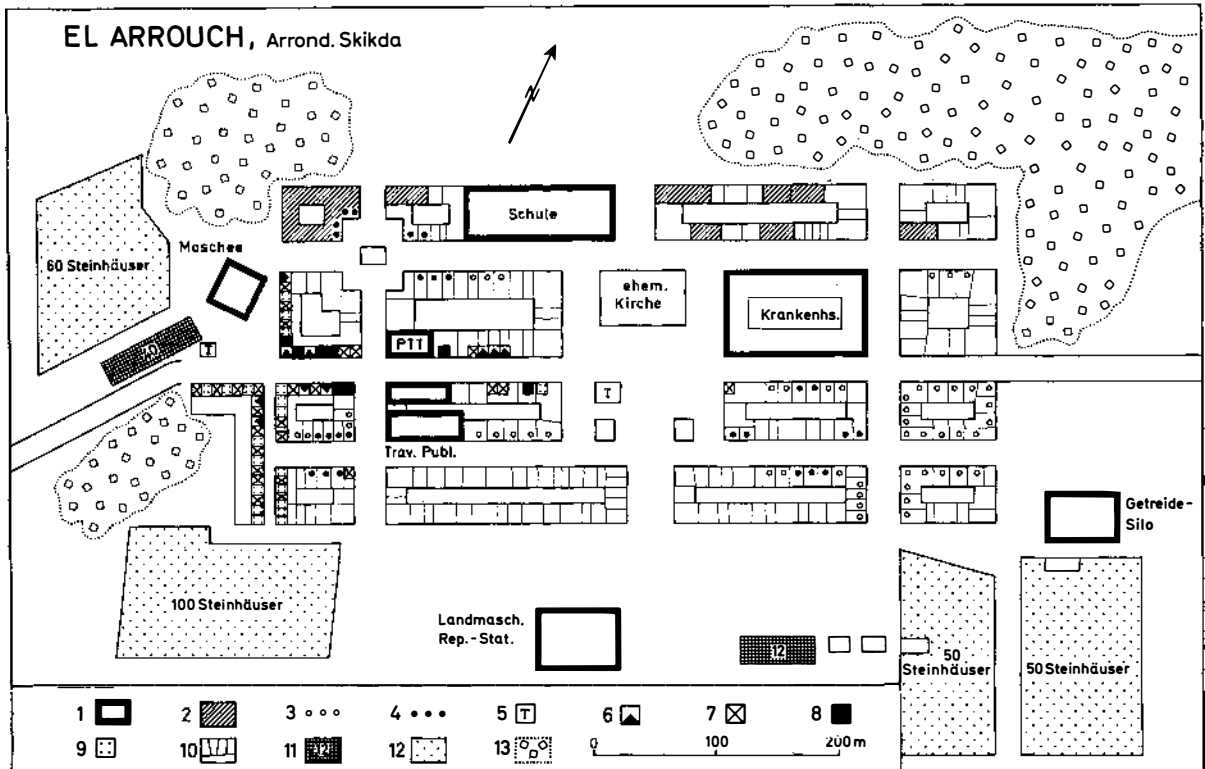 EL ARROUCH, Arrond. Skikda
N
Schule
Moschee
60 Steinhäuser
ehem.
Kirche
Krankenhs.
PTT
40
T
T
Trav. Publ.
Getreide-
Silo
100 Steinhäuser
Landmasch.
Rep.-Stat.
12
50
Steinhäuser
50 Steinhäuser
1 2 3 4 5 T 6 7 8
9 10 11 12 12 13 0 100 200 m